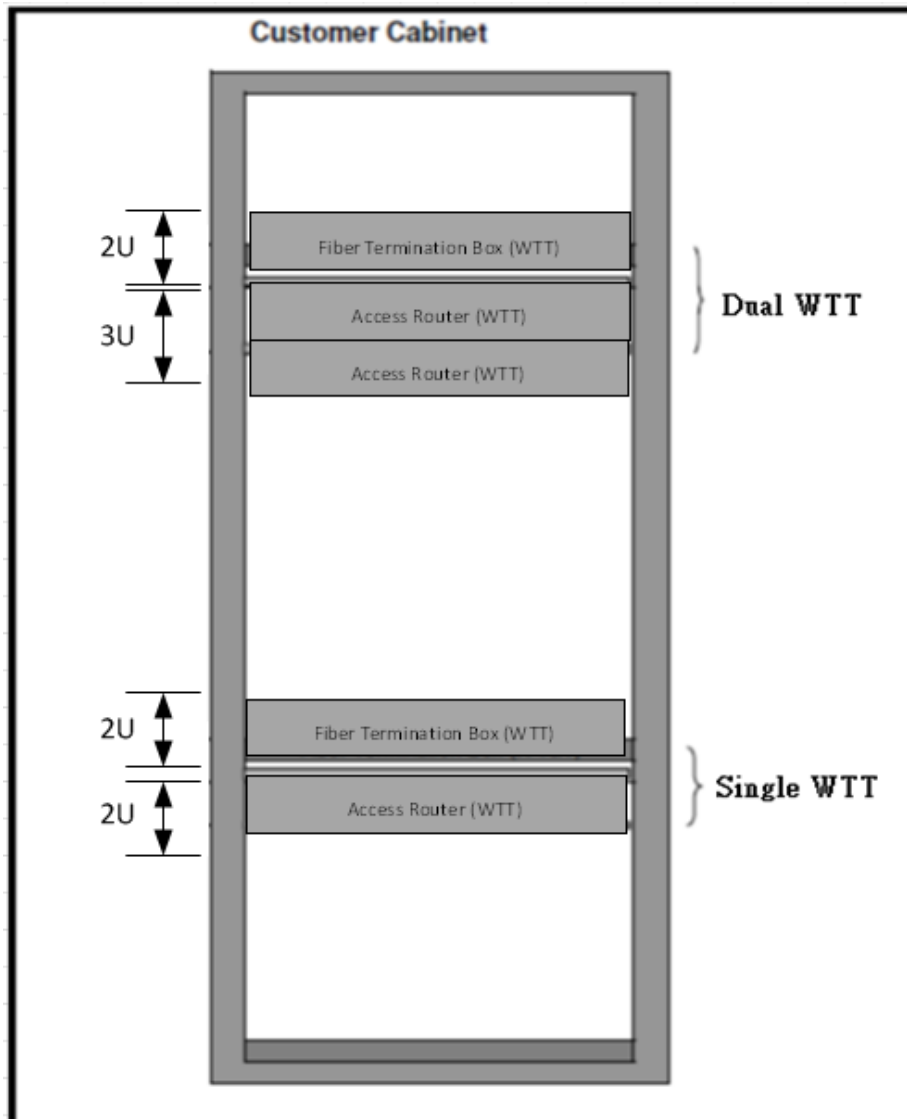 Customer Cabinet
2U
Fiber Termination Box (WTT)
3U
Access Router (WTT)
Access Router (WTT)
Dual WTT
2U
Fiber Termination Box (WTT)
2U
Access Router (WTT)
Single WTT